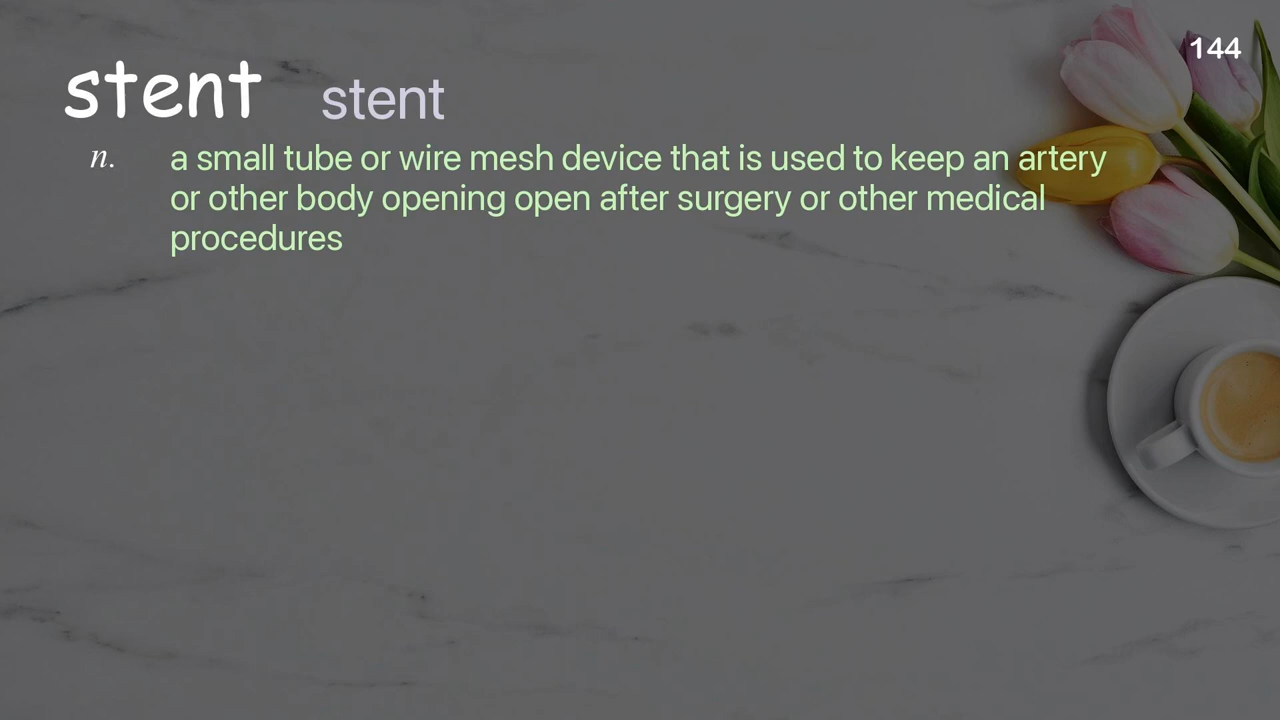 144
stent stent
n. a small tube or wire mesh device that is used to keep an artery
or other body opening open after surgery or other medical
procedures